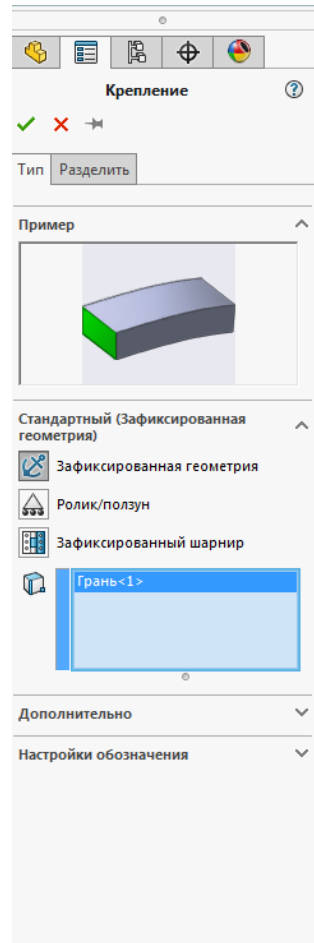 Крепление
?
Тип Разделить
Пример
Стандартный (Зафиксированная
геометрия)
Зафиксированная геометрия
Ролик/ползун
Зафиксированный шарнир
Грань<1>
Дополнительно
Настройки обозначения